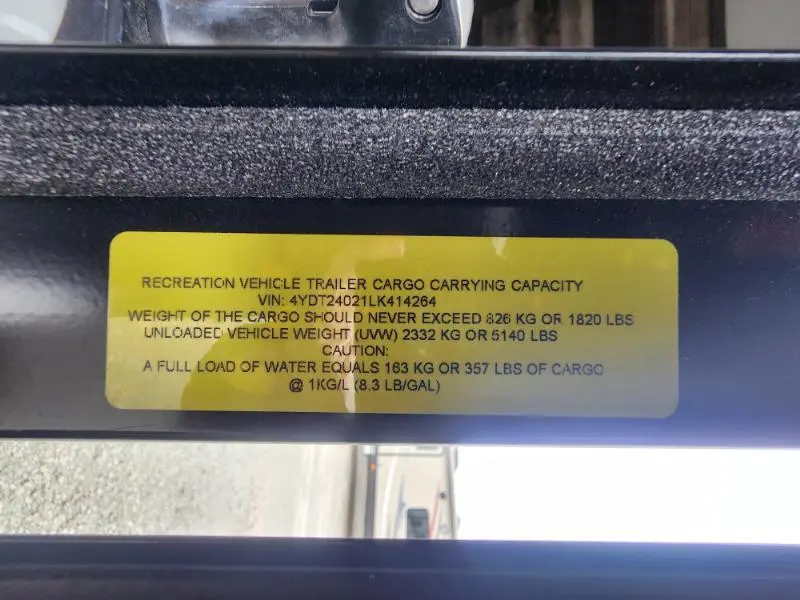 RECREATION VEHICLE TRAILER CARGO CARRYING CAPACITY
VIN: 4YDT24021LK414264
WEIGHT OF THE CARGO SHOULD NEVER EXCEED 826 KG OR 1820 LBS
UNLOADED VEHICLE WEIGHT (UVW) 2332 KG OR 5140 LBS
CAUTION:
A FULL LOAD OF WATER EQUALS 163 KG OR 357 LBS OF CARGO
@ 1KG/L (8.3 LB/GAL)